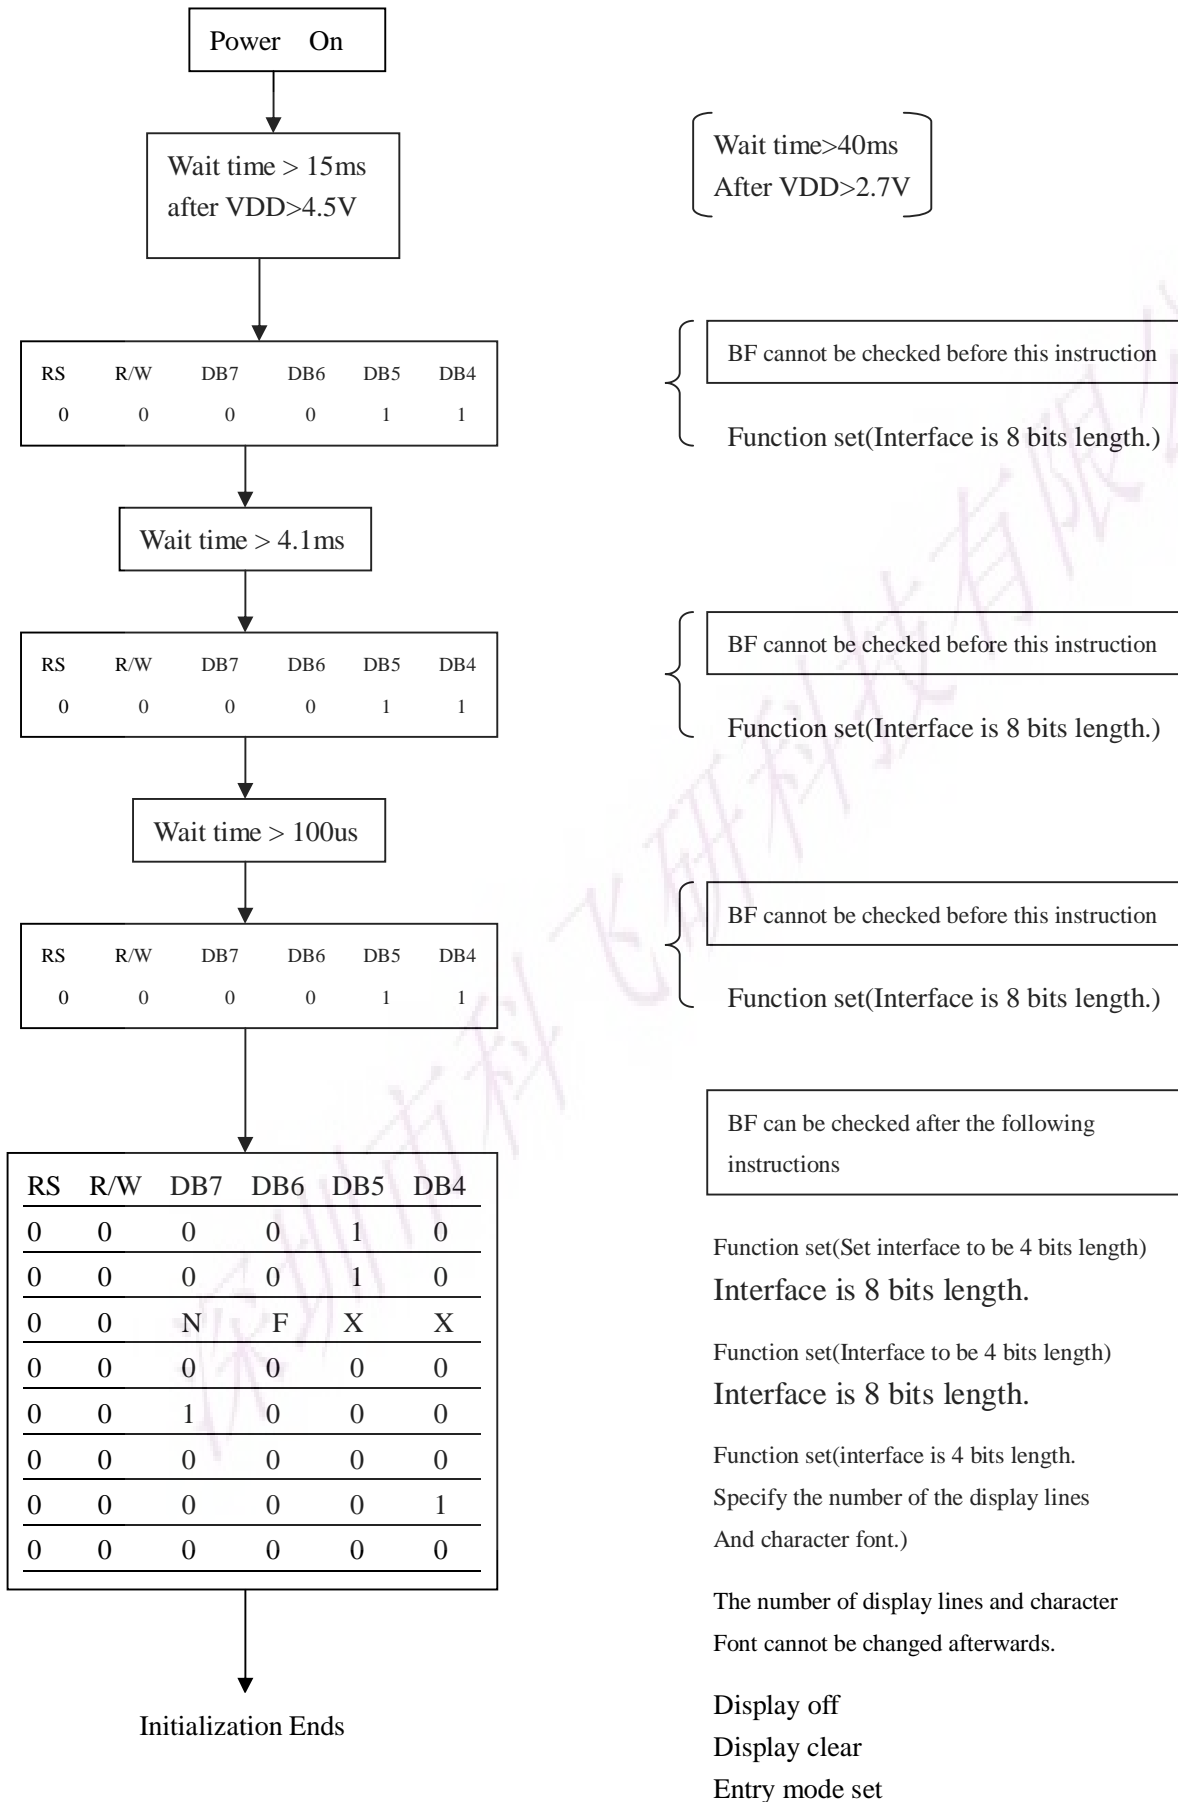 Power On
Wait time > 15ms
after VDD>4.5V
Wait time>40ms
After VDD>2.7V
RS R/W DB7 DB6 DB5 DB4
0 0 0 0 1 1
BF cannot be checked before this instruction
Function set(Interface is 8 bits length.)
Wait time > 4.1ms
RS R/W DB7 DB6 DB5 DB4
0 0 0 0 1 1
BF cannot be checked before this instruction
Function set(Interface is 8 bits length.)
Wait time > 100us
RS R/W DB7 DB6 DB5 DB4
0 0 0 0 1 1
BF cannot be checked before this instruction
Function set(Interface is 8 bits length.)
RS R/W DB7 DB6 DB5 DB4
0 0 0 0 1 0
0 0 0 0 1 0
0 0 N F X X
0 0 0 0 0 0
0 0 1 0 0 0
0 0 0 0 0 0
0 0 0 0 0 1
0 0 0 0 0 0
Initialization Ends
BF can be checked after the following
instructions
Function set(Set interface to be 4 bits length)
Interface is 8 bits length.
Function set(Interface to be 4 bits length)
Interface is 8 bits length.
Function set(interface is 4 bits length.
Specify the number of the display lines
And character font.)
The number of display lines and character
Font cannot be changed afterwards.
Display off
Display clear
Entry mode set
深圳市科飞研科技有限公